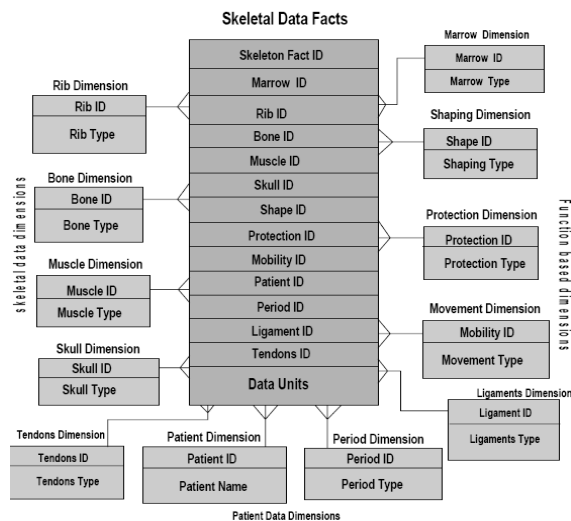 Skeletal Data Facts
Skeleton Fact ID
Marrow ID
Rib ID
Bone ID
Muscle ID
Skull ID
Shape ID
Protection ID
Mobility ID
Patient ID
Period ID
Ligament ID
Tendons ID
Data Units
skeletal data dimensions
Rib Dimension
Rib ID
Rib Type
Bone Dimension
Bone ID
Bone Type
Muscle Dimension
Muscle ID
Muscle Type
Skull Dimension
Skull ID
Skull Type
Marrow Dimension
Marrow ID
Marrow Type
Shaping Dimension
Shape ID
Shaping Type
Protection Dimension
Protection ID
Protection Type
Movement Dimension
Mobility ID
Movement Type
Ligaments Dimension
Ligament ID
Ligaments Type
Function based dimensions
Tendons Dimension
Tendons ID
Tendons Type
Patient Dimension
Patient ID
Patient Name
Period Dimension
Period ID
Period Type
Patient Data Dimensions